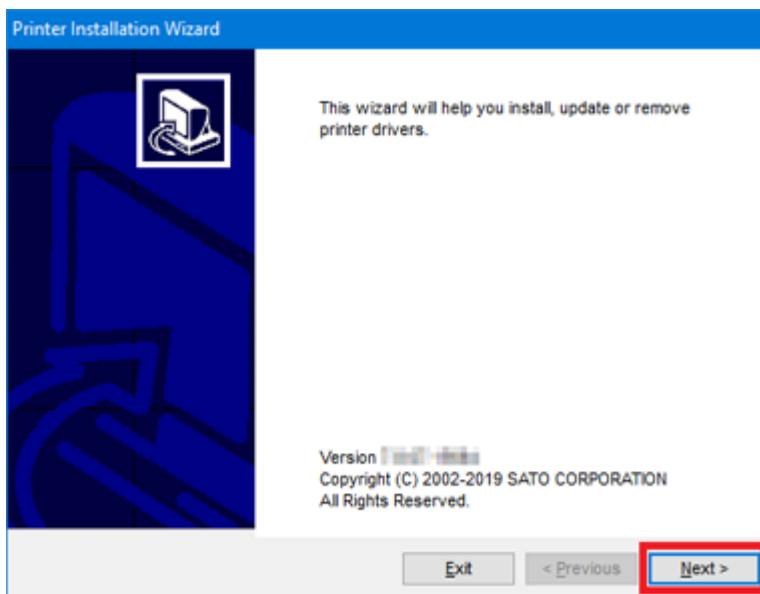 Printer Installation Wizard
This wizard will help you install, update or remove
printer drivers.
Version
Copyright (C) 2002-2019 SATO CORPORATION
All Rights Reserved.
Exit
< Previous
Next >